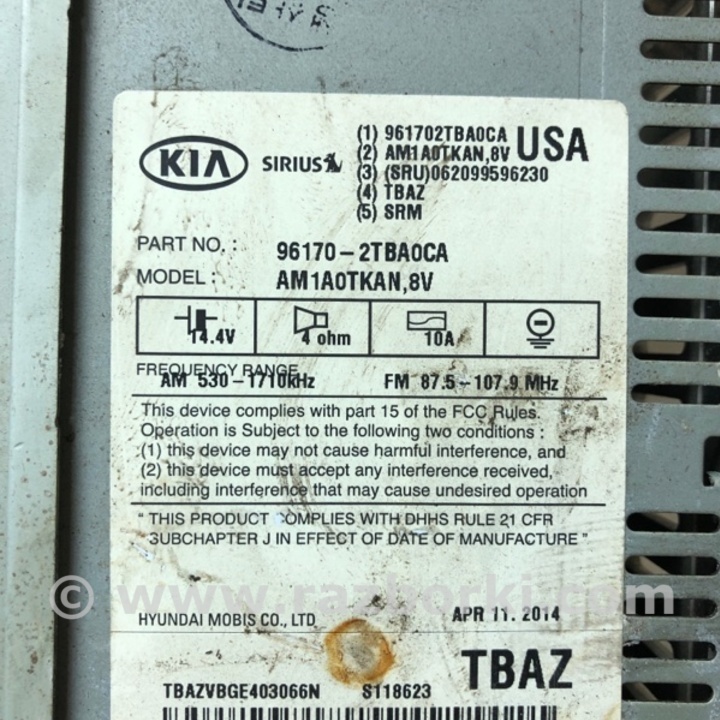 KIA
SIRIUS
(1) 961702TBA0CA
(2) AM1A0TKAN,8V
USA
(3) (SRU)062099596230
(4) TBAZ
(5) SRM
PART NO. : 96170-2TBA0CA
MODEL : AM1A0TKAN,8V
14.4V 4 ohm 10A
FREQUENCY RANGE
AM 530-1710kHz FM 87.5-107.9 MHz
This device complies with part 15 of the FCC Rules.
Operation is Subject to the following two conditions :
(1) this device may not cause harmful interference, and
(2) this device must accept any interference received,
including interference that may cause undesired operation
" THIS PRODUCT COMPLIES WITH DHHS RULE 21 CFR
SUBCHAPTER J IN EFFECT OF DATE OF MANUFACTURE "
© www.razborki.com
HYUNDAI MOBIS CO., LTD APR 11. 2014
TBAZ
TBAZVBGE403066N S118623